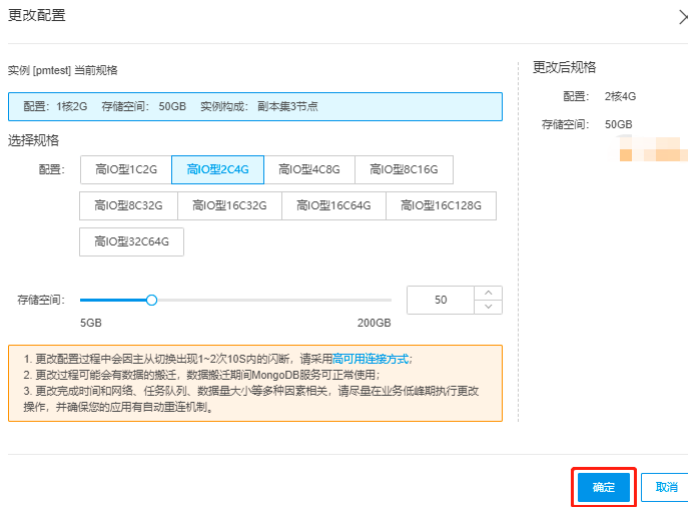 更改配置
实例 [pmtest] 当前规格
配置：1核2G 存储空间： 50GB 实例构成： 副本集3节点
选择规格
配置：
高IO型1C2G
高IO型2C4G
高IO型4C8G
高IO型8C16G
高IO型8C32G
高IO型16C32G
高IO型16C64G
高IO型16C128G
高IO型32C64G
存储空间：
50
5GB
200GB
1. 更改配置过程中会因主从切换出现1~2次10S内的闪断，请采用高可用连接方式；
2. 更改过程可能会有数据的搬迁，数据搬迁期间MongoDB服务可正常使用；
3. 更改完成时间和网络、任务队列、数据量大小等多种因素相关，请尽量在业务低峰期执行更改
操作，并确保您的应用有自动重连机制。
更改后规格
配置： 2核4G
存储空间： 50GB
确定
取消